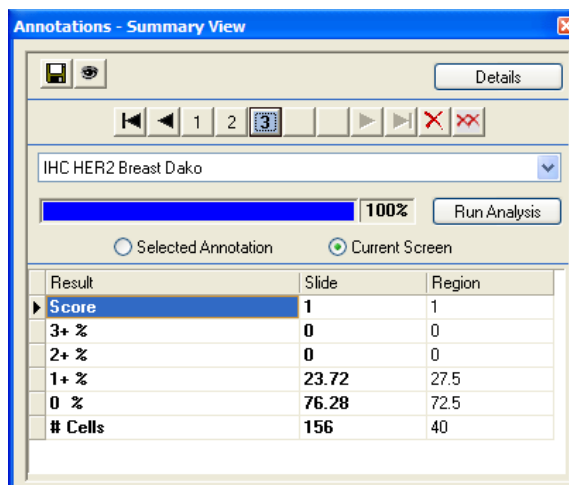 Annotations - Summary View
Details
1 2 3
IHC HER2 Breast Dako
100% Run Analysis
Selected Annotation Current Screen
Result Slide Region
Score 1 1
3+ % 0 0
2+ % 0 0
1+ % 23.72 27.5
0 % 76.28 72.5
# Cells 156 40